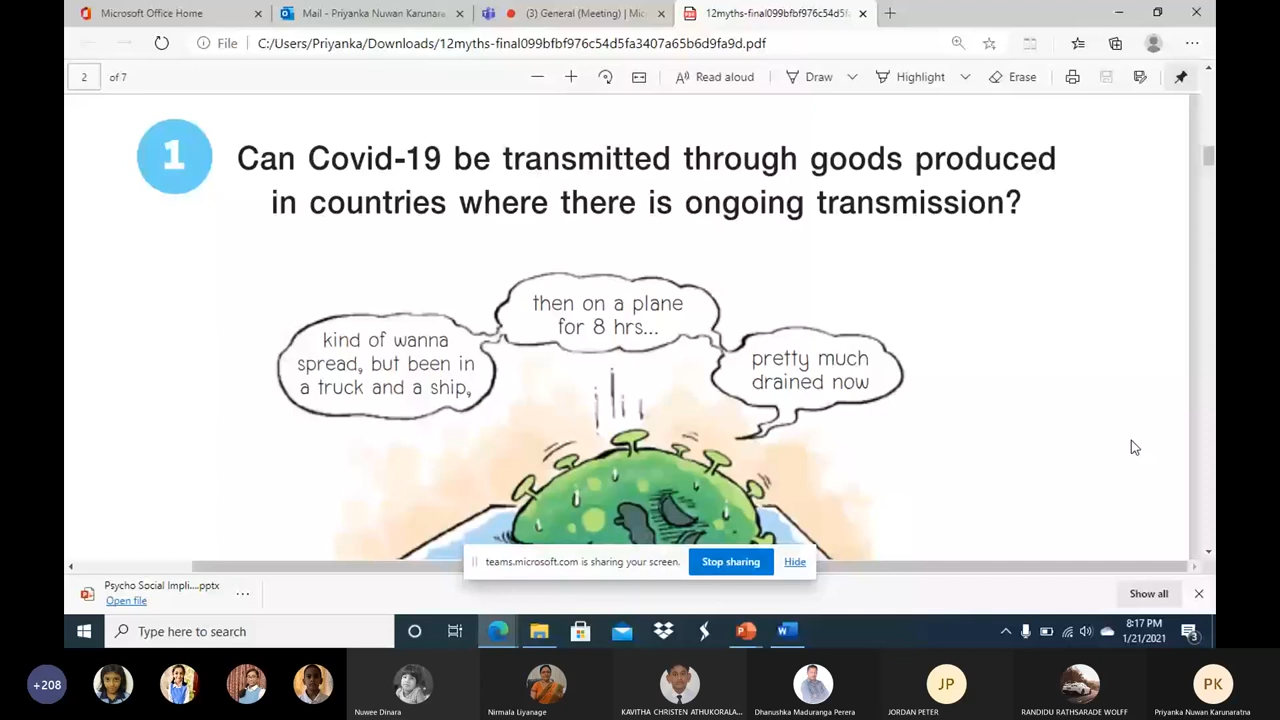 Microsoft Office Home
Mail - Priyanka Nuwan Karunare
(3) General (Meeting) | Mic
12myths-final099bfbf976c54d5f
File
C:/Users/Priyanka/Downloads/12myths-final099bfbf976c54d5fa3407a65b6d9fa9d.pdf
2 of 7
Read aloud
Draw
Highlight
Erase
1
Can Covid-19 be transmitted through goods produced
in countries where there is ongoing transmission?
kind of wanna
spread, but been in
a truck and a ship,
then on a plane
for 8 hrs...
pretty much
drained now
teams.microsoft.com is sharing your screen.
Stop sharing
Hide
Psycho Social Impli....pptx
Open file
Show all
Type here to search
8:17 PM
1/21/2021
3
+208
Nuwee Dinara
Nirmala Liyanage
KAVITHA CHRISTEN ATHUKORALA...
Dhanushka Maduranga Perera
JP
JORDAN PETER
RANDIDU RATHSARADE WOLFF
PK
Priyanka Nuwan Karunaratna